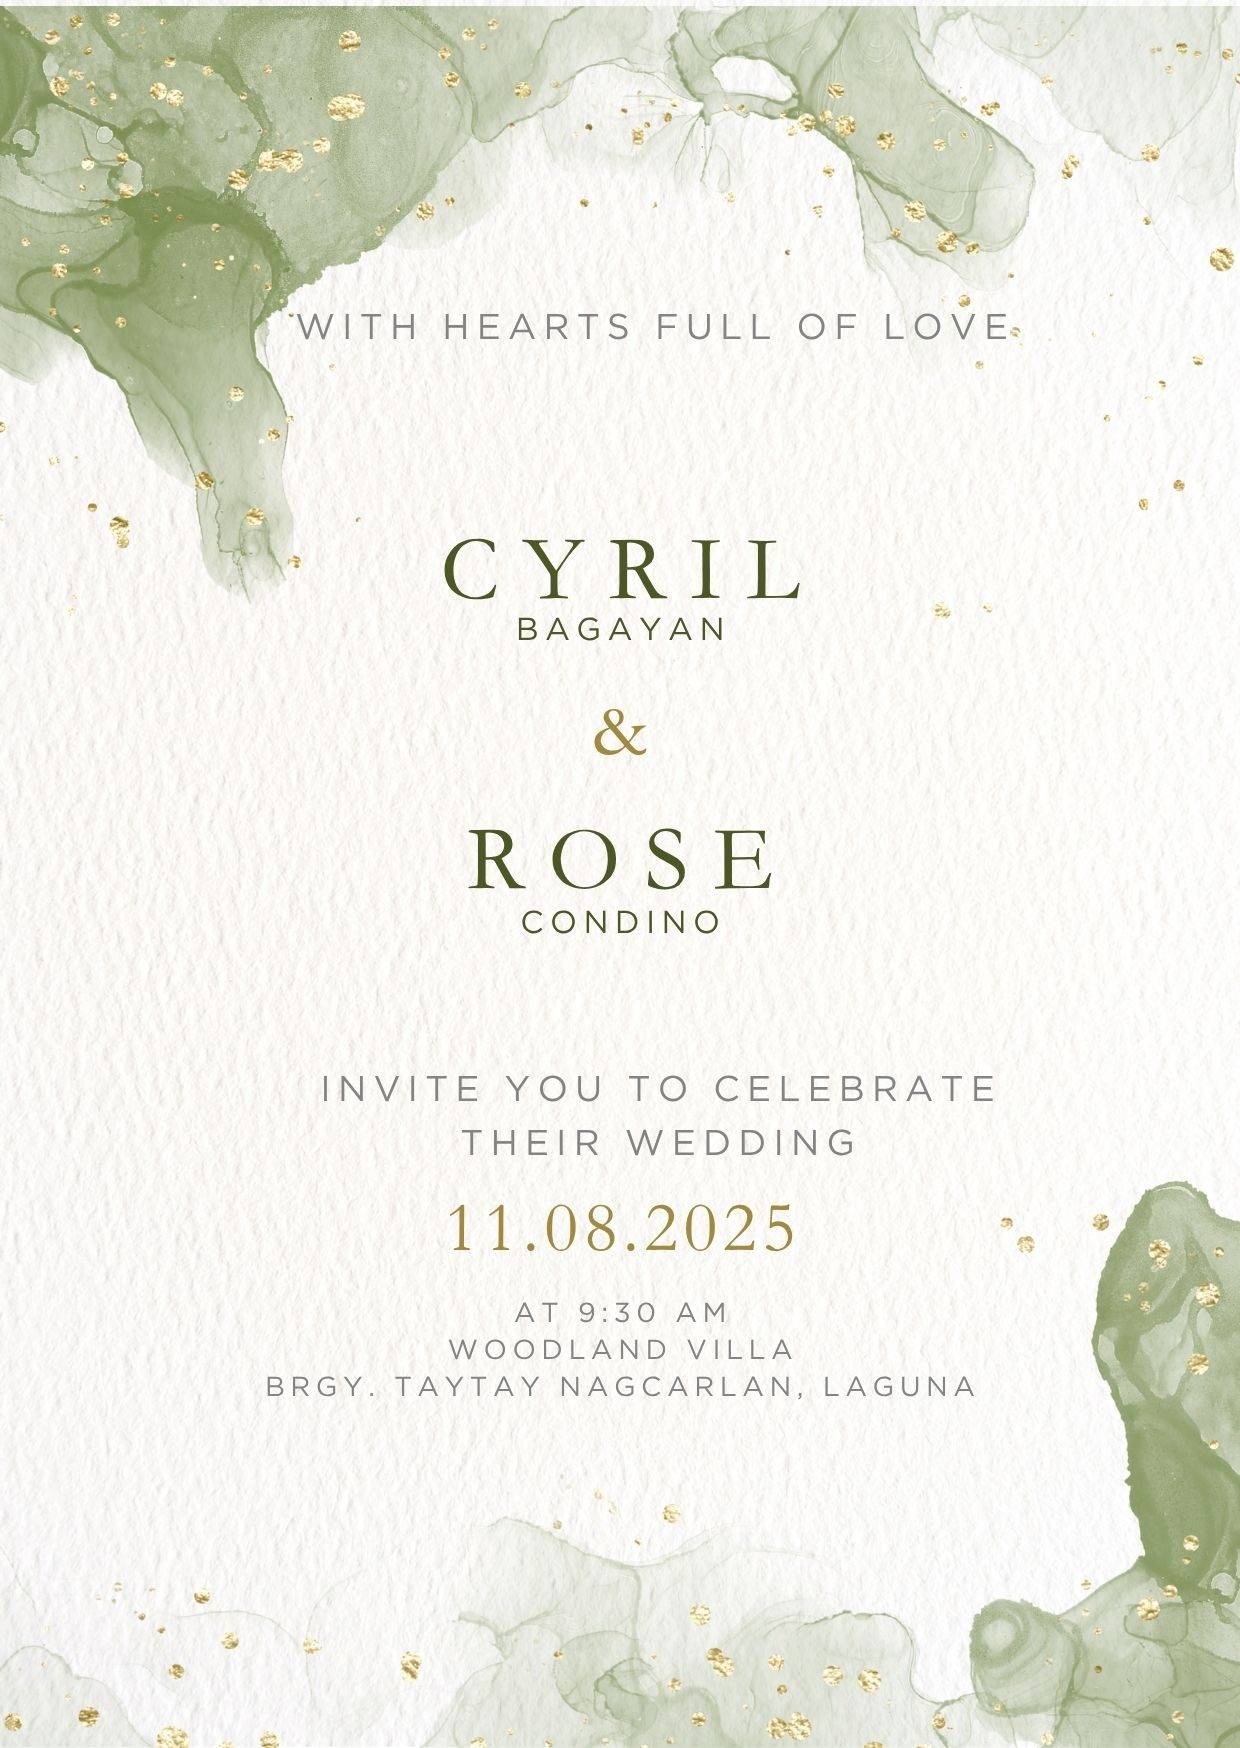 WITH HEARTS FULL OF LOVE
CYRIL
BAGAYAN
&
ROSE
CONDINO
INVITE YOU TO CELEBRATE
THEIR WEDDING
11.08.2025
AT 9:30 AM
WOODLAND VILLA
BRGY. TAYTAY NAGCARLAN, LAGUNA